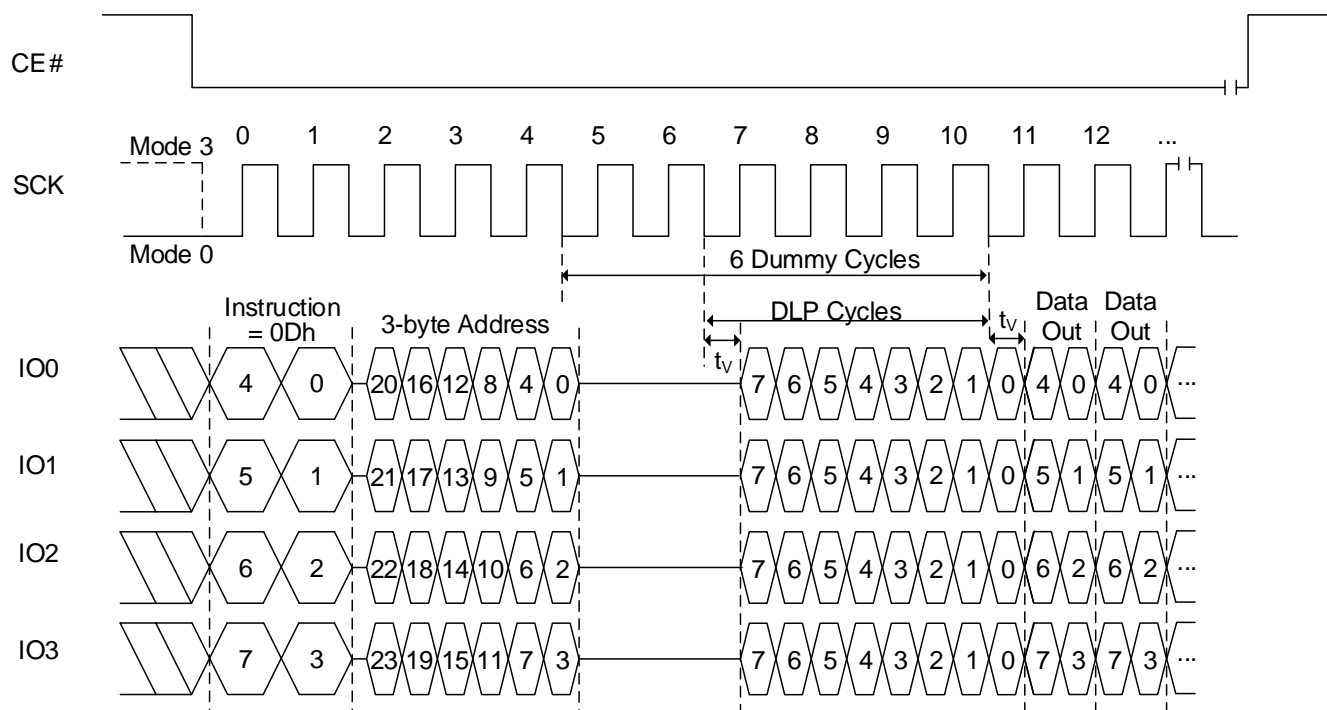 CE#
0 1 2 3 4 5 6 7 8 9 10 11 12 ...
Mode 3
SCK
Mode 0
6 Dummy Cycles
Instruction
= 0Dh
3-byte Address
DLP Cycles
tV
tV
Data
Out
Data
Out
IO0
4 0 20 16 12 8 4 0 7 6 5 4 3 2 1 0 4 0 4 0 ...
IO1
5 1 21 17 13 9 5 1 7 6 5 4 3 2 1 0 5 1 5 1 ...
IO2
6 2 22 18 14 10 6 2 7 6 5 4 3 2 1 0 6 2 6 2 ...
IO3
7 3 23 19 15 11 7 3 7 6 5 4 3 2 1 0 7 3 7 3 ...